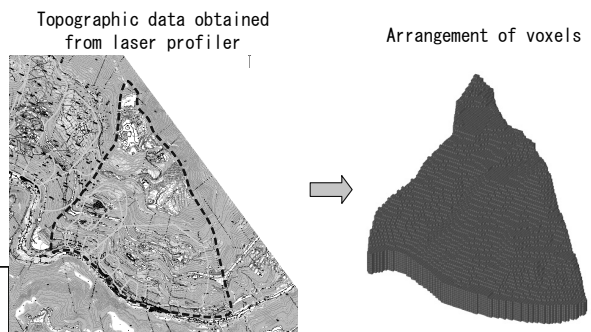 Topographic data obtained
from laser profiler
Arrangement of voxels